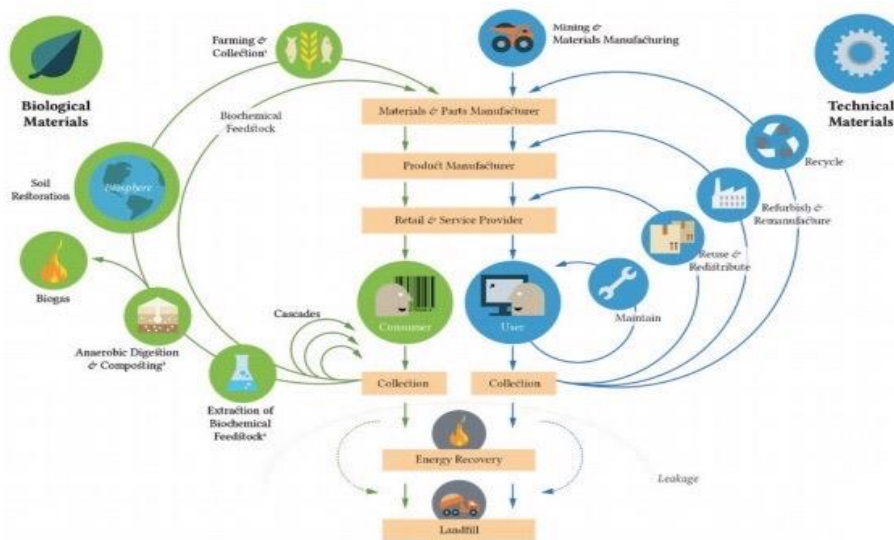 Farming &
Collection¹
Mining &
Materials Manufacturing
Biological
Materials
Technical
Materials
Biochemical
Feedstock
Materials & Parts Manufacturer
Recycle
Product Manufacturer
Soil
Restoration
Biosphere
Refurbish &
Remanufacture
Retail & Service Provider
Reuse &
Redistribute
Biogas
Cascades
Consumer
User
Maintain
Anaerobic Digestion
& Composting
Collection
Collection
Extraction of
Biochemical
Feedstock
Energy Recovery
Leakage
Landfill